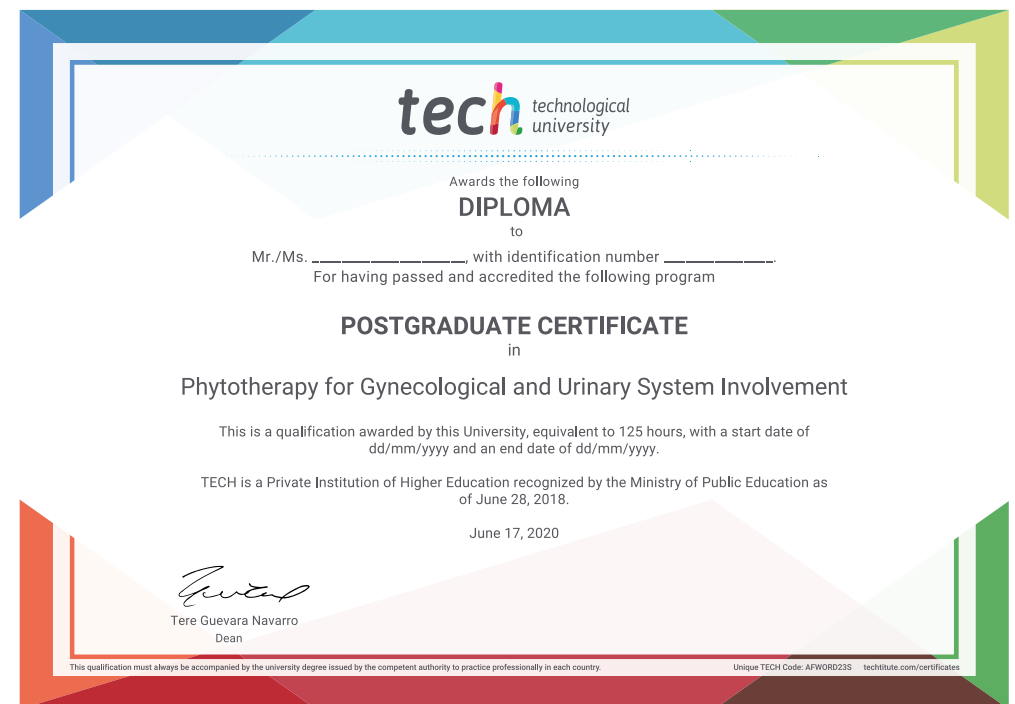 tech technological
university
Awards the following
DIPLOMA
to
Mr./Ms. __________________, with identification number _____________.
For having passed and accredited the following program
POSTGRADUATE CERTIFICATE
in
Phytotherapy for Gynecological and Urinary System Involvement
This is a qualification awarded by this University, equivalent to 125 hours, with a start date of
dd/mm/yyyy and an end date of dd/mm/yyyy.
TECH is a Private Institution of Higher Education recognized by the Ministry of Public Education as
of June 28, 2018.
June 17, 2020
Tere Guevara Navarro
Dean
This qualification must always be accompanied by the university degree issued by the competent authority to practice professionally in each country.
Unique TECH Code: AFWORD23S techtitute.com/certificates